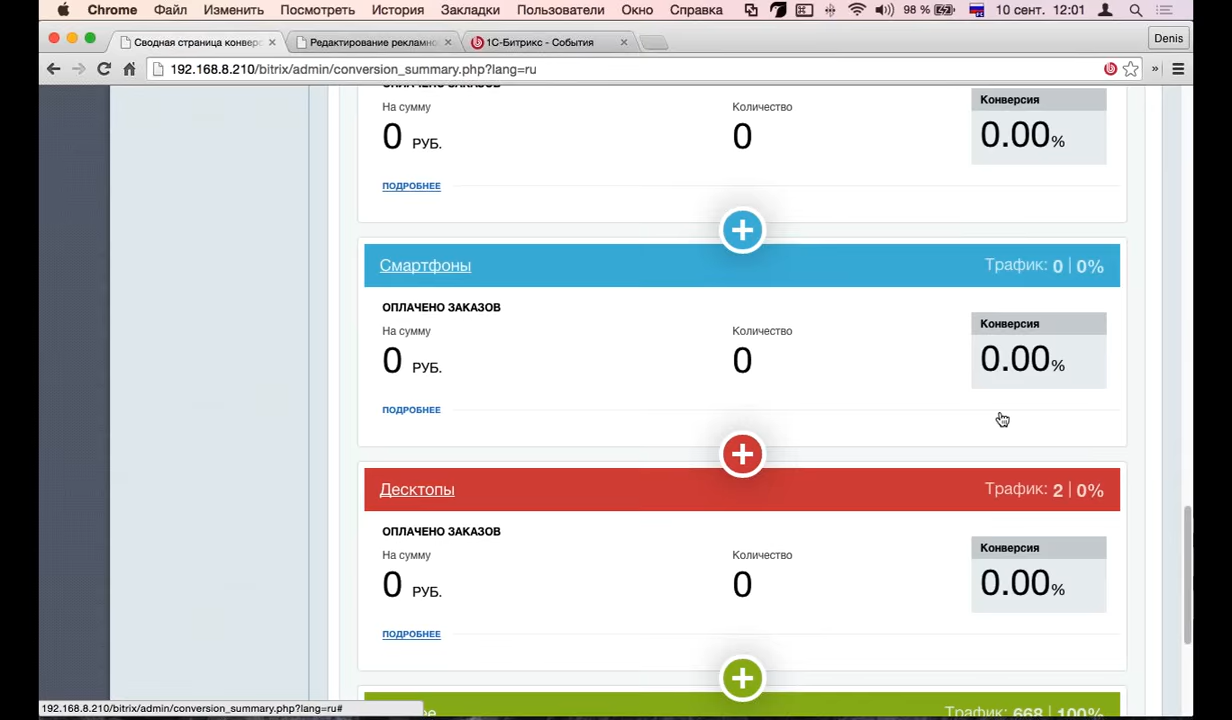 Chrome Файл Изменить Посмотреть История Закладки Пользователи Окно Справка 98 % 10 сент. 12:01
Сводная страница конверс Редактирование рекламно 1С-Битрикс - События Denis
192.168.8.210/bitrix/admin/conversion_summary.php?lang=ru »
ОПЛАЧЕНО ЗАКАЗОВ
На сумму Количество Конверсия
0 РУБ. 0 0.00%
ПОДРОБНЕЕ
Смартфоны Трафик: 0 | 0%
ОПЛАЧЕНО ЗАКАЗОВ
На сумму Количество Конверсия
0 РУБ. 0 0.00%
ПОДРОБНЕЕ
Десктопы Трафик: 2 | 0%
ОПЛАЧЕНО ЗАКАЗОВ
На сумму Количество Конверсия
0 РУБ. 0 0.00%
ПОДРОБНЕЕ
Трафик: 668 | 100%
192.168.8.210/bitrix/admin/conversion_summary.php?lang=ru#